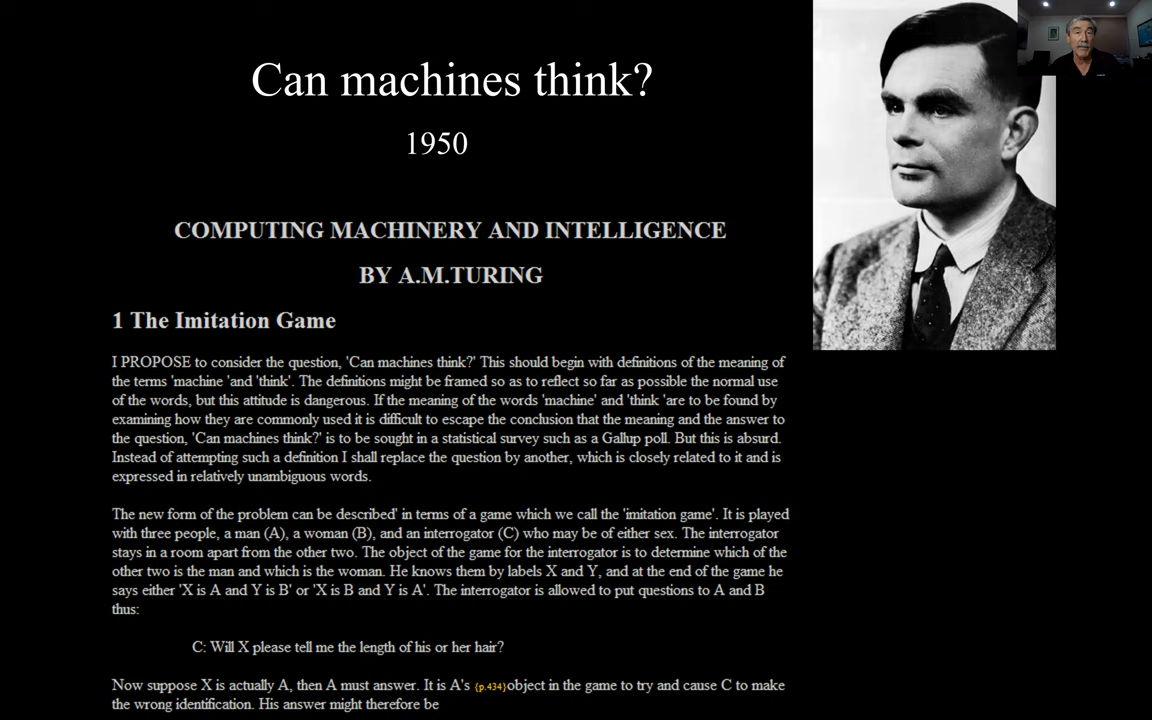 Can machines think?
1950
COMPUTING MACHINERY AND INTELLIGENCE
BY A.M.TURING
1 The Imitation Game
I PROPOSE to consider the question, 'Can machines think?' This should begin with definitions of the meaning of
the terms 'machine 'and 'think'. The definitions might be framed so as to reflect so far as possible the normal use
of the words, but this attitude is dangerous. If the meaning of the words 'machine' and 'think 'are to be found by
examining how they are commonly used it is difficult to escape the conclusion that the meaning and the answer to
the question, 'Can machines think?' is to be sought in a statistical survey such as a Gallup poll. But this is absurd.
Instead of attempting such a definition I shall replace the question by another, which is closely related to it and is
expressed in relatively unambiguous words.
The new form of the problem can be described' in terms of a game which we call the 'imitation game'. It is played
with three people, a man (A), a woman (B), and an interrogator (C) who may be of either sex. The interrogator
stays in a room apart from the other two. The object of the game for the interrogator is to determine which of the
other two is the man and which is the woman. He knows them by labels X and Y, and at the end of the game he
says either 'X is A and Y is B' or 'X is B and Y is A'. The interrogator is allowed to put questions to A and B
thus:
C: Will X please tell me the length of his or her hair?
Now suppose X is actually A, then A must answer. It is A's {p.434}object in the game to try and cause C to make
the wrong identification. His answer might therefore be